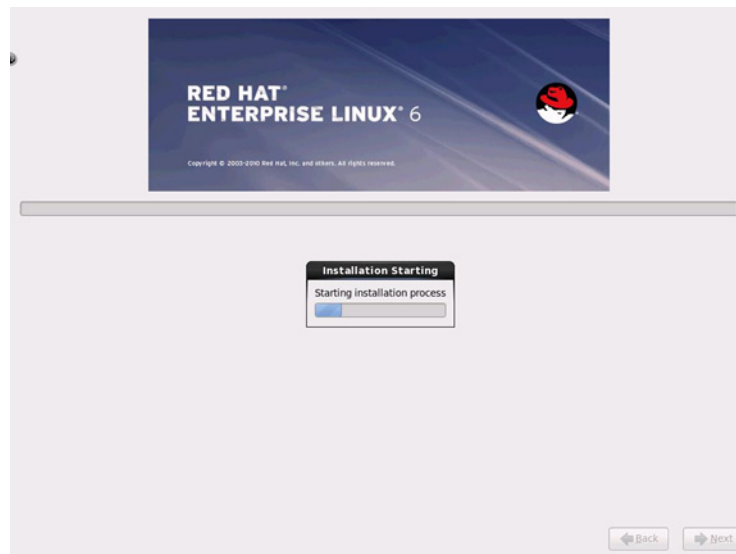 RED HAT®
ENTERPRISE LINUX® 6
Copyright © 2003-2010 Red Hat, Inc. and others. All rights reserved.
Installation Starting
Starting installation process
Back
Next